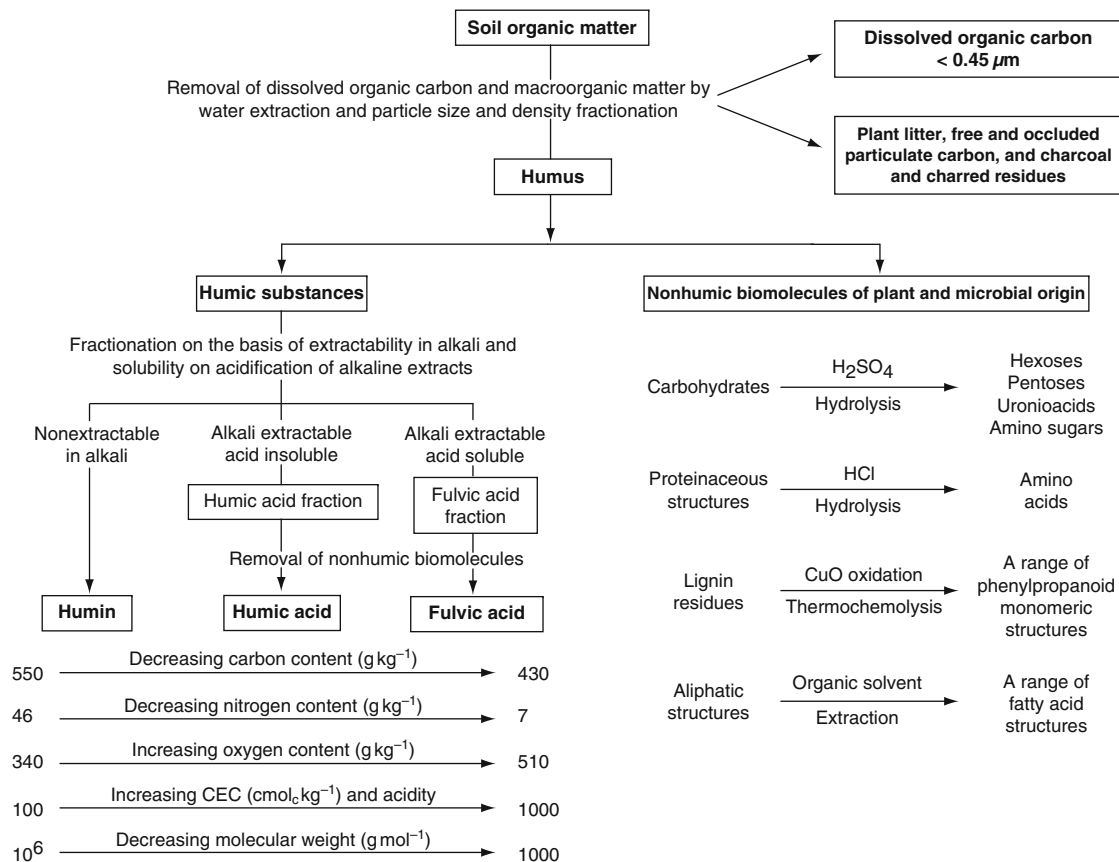 Soil organic matter
Dissolved organic carbon
< 0.45 µm
Removal of dissolved organic carbon and macroorganic matter by
water extraction and particle size and density fractionation
Plant litter, free and occluded
particulate carbon, and charcoal
and charred residues
Humus
Humic substances
Fractionation on the basis of extractability in alkali and
solubility on acidification of alkaline extracts
Nonextractable
in alkali
Alkali extractable
acid insoluble
Alkali extractable
acid soluble
Humic acid fraction
Fulvic acid
fraction
Removal of nonhumic biomolecules
Humin
Humic acid
Fulvic acid
550 Decreasing carbon content (g kg⁻¹) 430
46 Decreasing nitrogen content (g kg⁻¹) 7
340 Increasing oxygen content (g kg⁻¹) 510
100 Increasing CEC (cmol_c kg⁻¹) and acidity 1000
10⁶ Decreasing molecular weight (g mol⁻¹) 1000
Nonhumic biomolecules of plant and microbial origin
Carbohydrates
H₂SO₄
Hydrolysis
Hexoses
Pentoses
Uronioacids
Amino sugars
Proteinaceous
structures
HCl
Hydrolysis
Amino
acids
Lignin
residues
CuO oxidation
Thermochemolysis
A range of
phenylpropanoid
monomeric
structures
Aliphatic
structures
Organic solvent
Extraction
A range of
fatty acid
structures